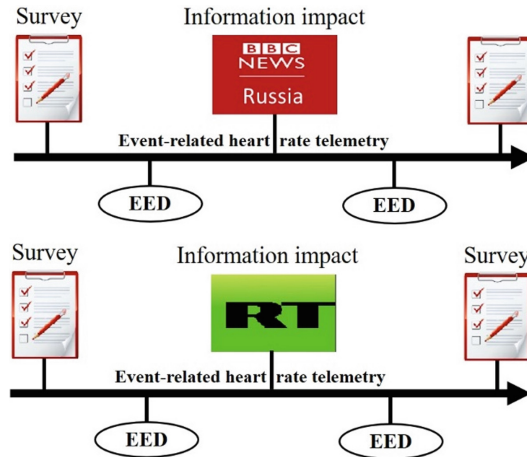 Survey
Information impact
BBC
NEWS
Russia
Event-related heart rate telemetry
EED
EED
Survey
Information impact
Survey
RT
Event-related heart rate telemetry
EED
EED